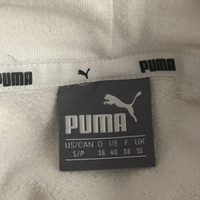 PUMA PUMA
PUMA
US/CAN D I/E F UK
S/P 36 40 38 10